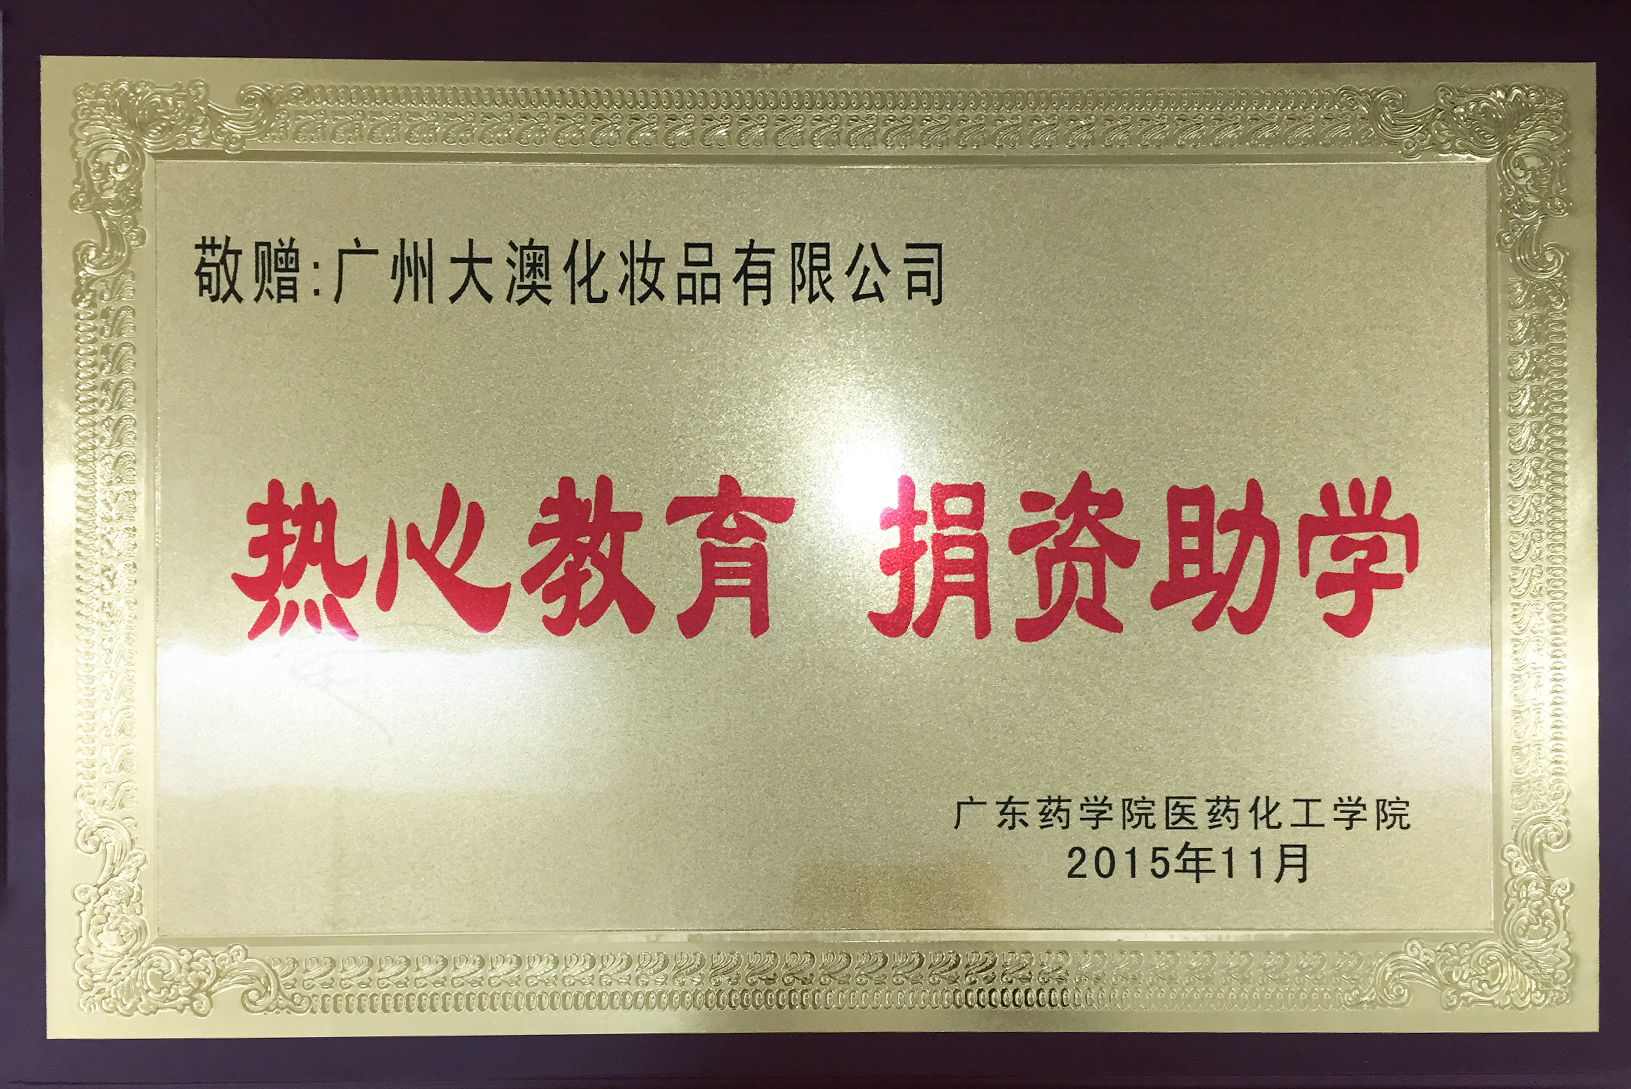 敬赠:广州大澳化妆品有限公司
热心教育 捐资助学
广东药学院医药化工学院
2015年11月